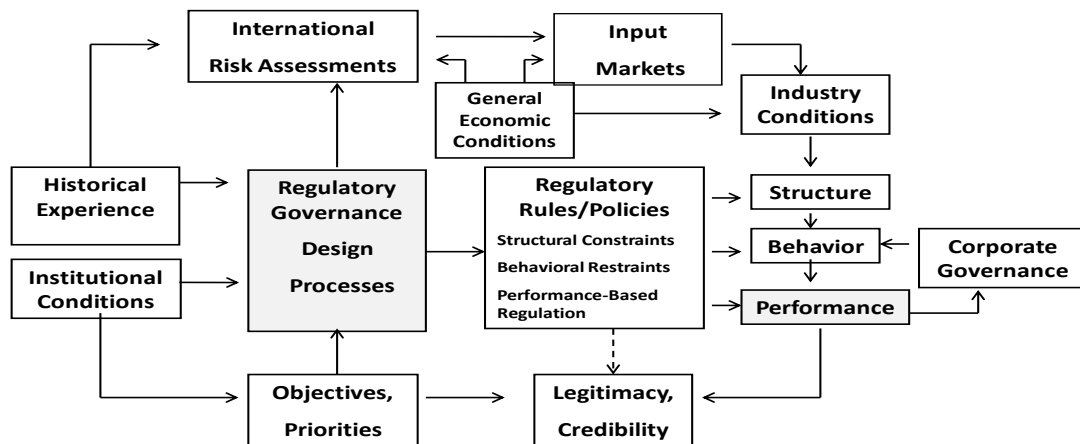 International
Risk Assessments
Input
Markets
General
Economic
Conditions
Industry
Conditions
Historical
Experience
Regulatory
Governance
Design
Processes
Regulatory
Rules/Policies
Structural Constraints
Behavioral Restraints
Performance-Based
Regulation
Structure
Behavior
Performance
Corporate
Governance
Institutional
Conditions
Objectives,
Priorities
Legitimacy,
Credibility